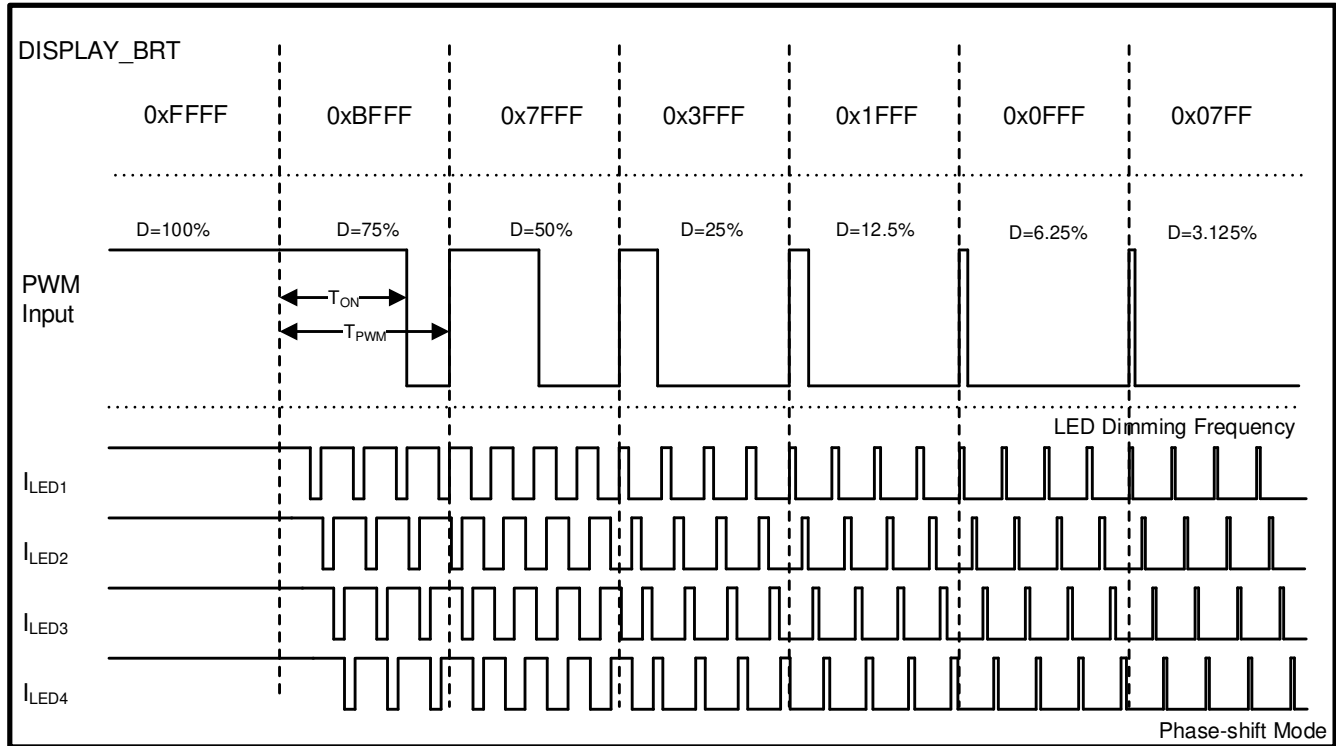 DISPLAY_BRT
0xFFFF 0xBFFF 0x7FFF 0x3FFF 0x1FFF 0x0FFF 0x07FF
D=100% D=75% D=50% D=25% D=12.5% D=6.25% D=3.125%
PWM
Input
TON
TPWM
LED Dimming Frequency
ILED1
ILED2
ILED3
ILED4
Phase-shift Mode